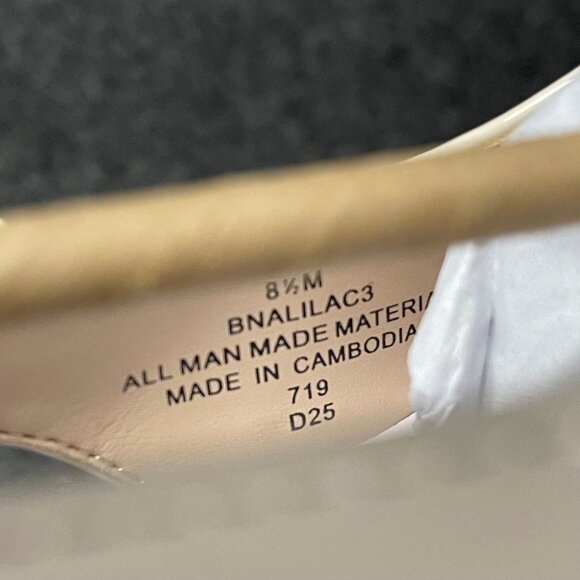 8½M
BNALILAC3
ALL MAN MADE MATERIA
MADE IN CAMBODIA
719
D25